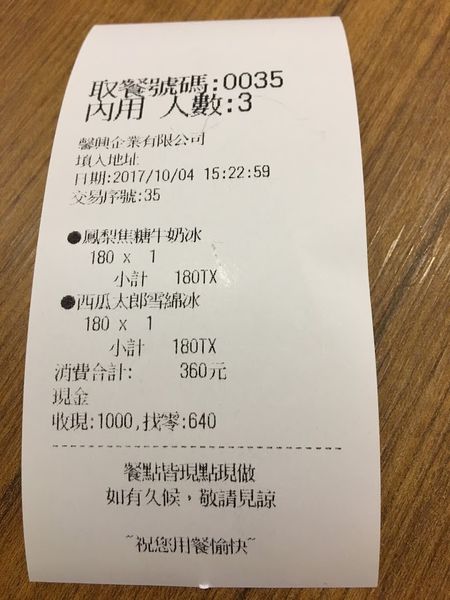 取餐號碼:0035
內用 人數:3
馨興企業有限公司
填入地址
日期:2017/10/04 15:22:59
交易序號:35
●鳳梨焦糖牛奶冰
180 x 1
小計 180TX
●西瓜太郎雪綿冰
180 x 1
小計 180TX
消費合計: 360元
現金
收現:1000,找零:640
餐點皆現點現做
如有久候，敬請見諒
~祝您用餐愉快~